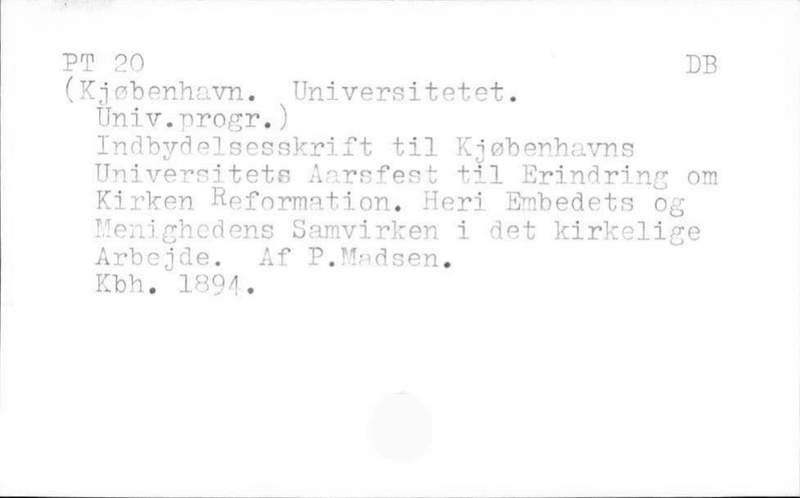 PT 20 DB
(Kjøbenhavn. Universitetet.
Univ.progr.)
Indbydelsesskrift til Kjøbenhavns
Universitets Aarsfest til Erindring om
Kirken Reformation. Heri Embedets og
Menighedens Samvirken i det kirkelige
Arbejde. Af P.Madsen.
Kbh. 1894.